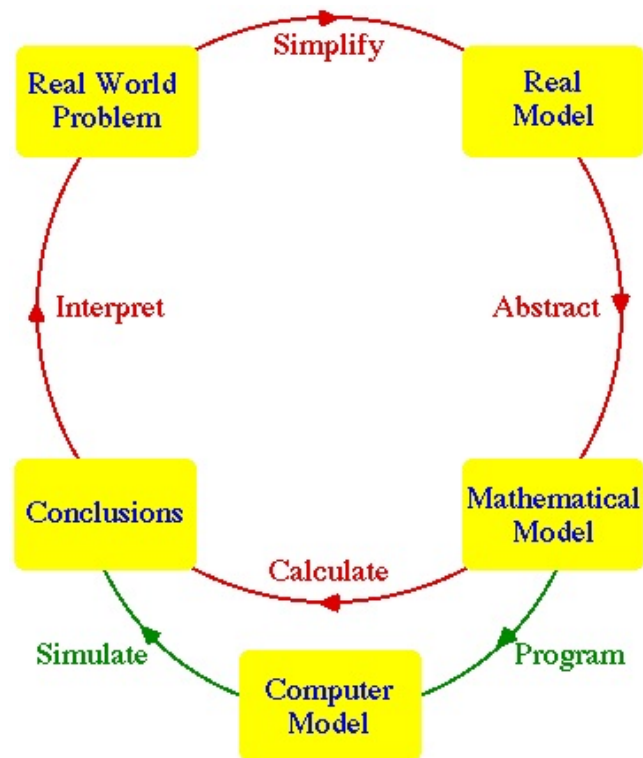 Simplify
Real World
Problem
Real
Model
Interpret
Abstract
Conclusions
Mathematical
Model
Calculate
Simulate
Program
Computer
Model